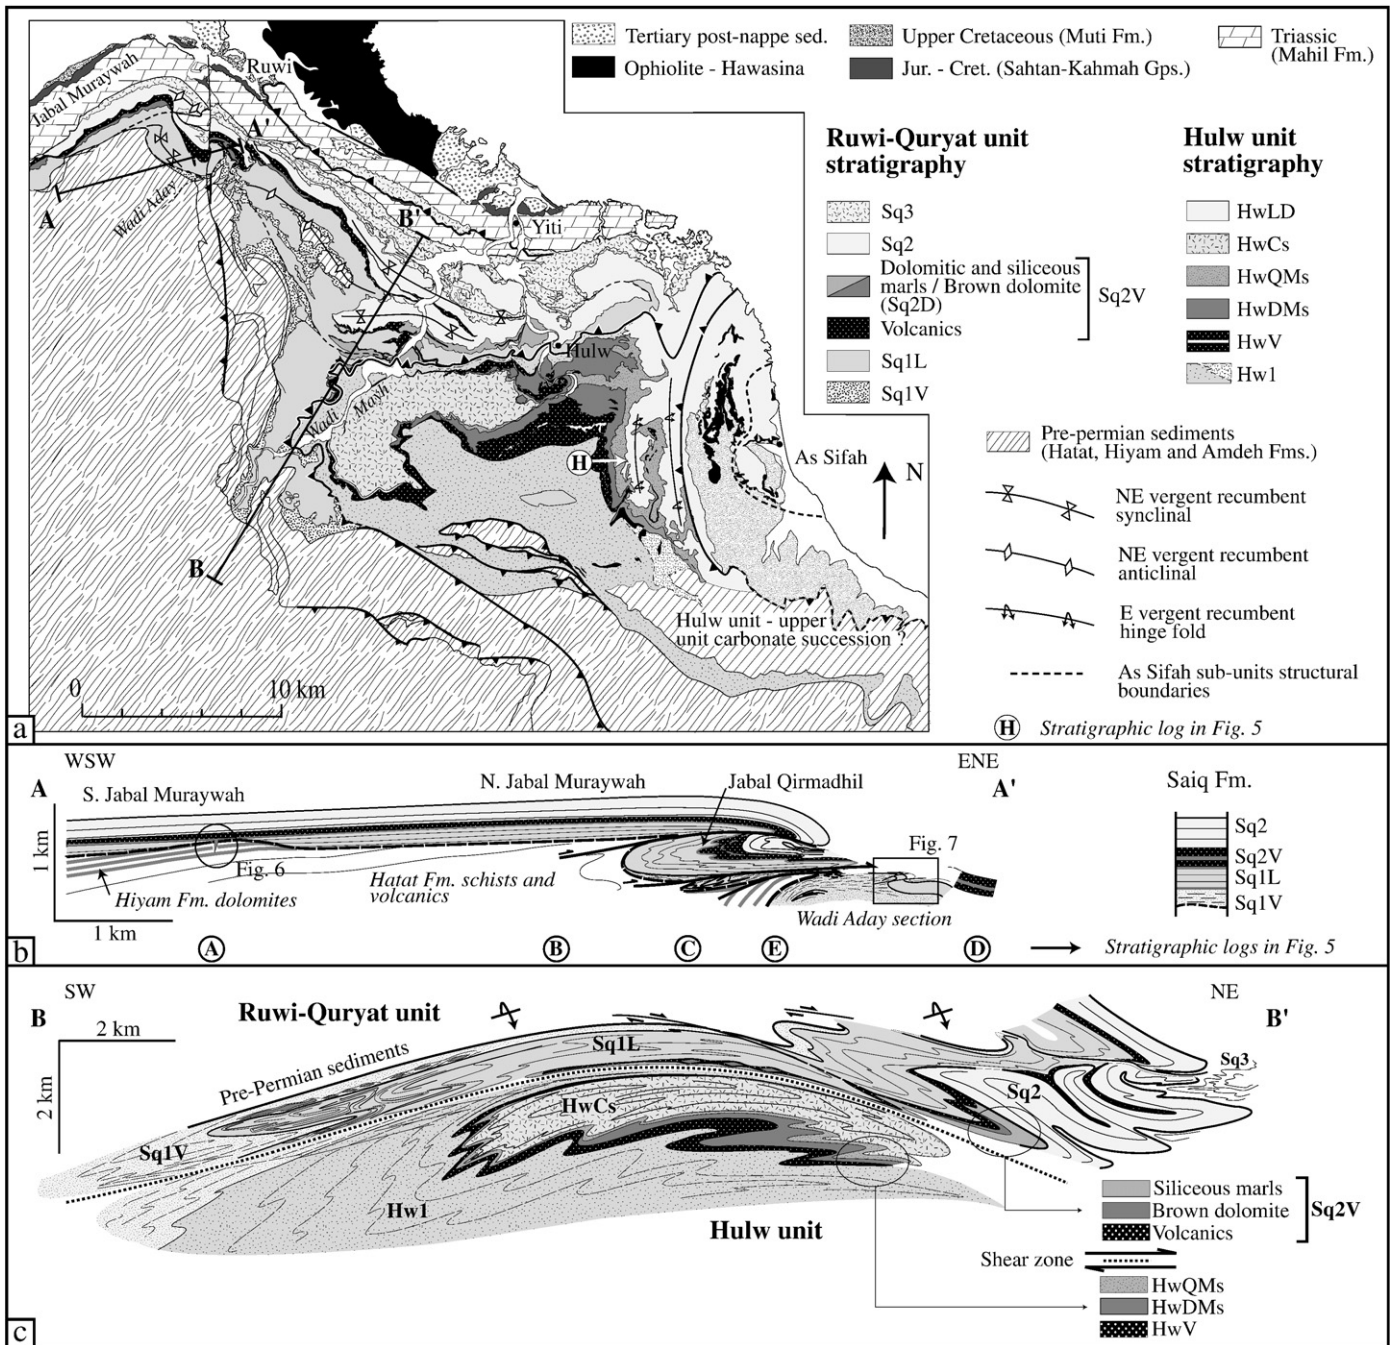 Tertiary post-nappe sed.
Ophiolite - Hawasina
Upper Cretaceous (Muti Fm.)
Jur. - Cret. (Sahtan-Kahmah Gps.)
Triassic
(Mahil Fm.)
Ruwi
Jabal Muraywah
A'
A
Wadi Aday
B'
Yiti
Hulw
Wadi Mayh
H
As Sifah
N
B
Hulw unit - upper
unit carbonate succession ?
0
10 km
a
Ruwi-Quryat unit
stratigraphy
Sq3
Sq2
Dolomitic and siliceous
marls / Brown dolomite
(Sq2D)
Sq2V
Volcanics
Sq1L
Sq1V
Hulw unit
stratigraphy
HwLD
HwCs
HwQMs
HwDMs
HwV
Hw1
Pre-permian sediments
(Hatat, Hiyam and Amdeh Fms.)
NE vergent recumbent
synclinal
NE vergent recumbent
anticlinal
E vergent recumbent
hinge fold
As Sifah sub-units structural
boundaries
H Stratigraphic log in Fig. 5
WSW
ENE
A
A'
S. Jabal Muraywah
N. Jabal Muraywah
Jabal Qirmadhil
1 km
Fig. 6
Fig. 7
Hiyam Fm. dolomites
Hatat Fm. schists and
volcanics
Wadi Aday section
1 km
Saiq Fm.
Sq2
Sq2V
Sq1L
Sq1V
b
A
B
C
E
D
Stratigraphic logs in Fig. 5
SW
NE
B
B'
2 km
2 km
Ruwi-Quryat unit
Pre-Permian sediments
Sq1L
Sq3
Sq2
HwCs
Sq1V
Hw1
Hulw unit
Siliceous marls
Brown dolomite
Volcanics
Sq2V
Shear zone
HwQMs
HwDMs
HwV
c